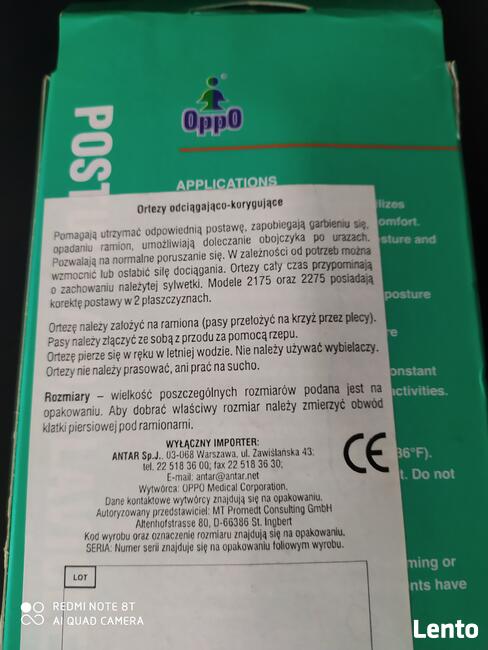 OppO
POST
APPLICATIONS
Ortezy odciągająco-korygujące
Pomagają utrzymać odpowiednią postawę, zapobiegają garbieniu się,
opadaniu ramion, umożliwiają doleczanie obojczyka po urazach.
Pozwalają na normalne poruszanie się. W zależności od potrzeb można
wzmocnić lub osłabić siłę dociągania. Ortezy cały czas przypominają
o zachowaniu należytej sylwetki. Modele 2175 oraz 2275 posiadają
korektę postawy w 2 płaszczyznach.
Ortezę należy założyć na ramiona (pasy przełożyć na krzyż przez plecy).
Pasy należy złączyć ze sobą z przodu za pomocą rzepu.
Ortezę pierze się w ręku w letniej wodzie. Nie należy używać wybielaczy.
Ortezy nie należy prasować, ani prać na sucho.
Rozmiary – wielkość poszczególnych rozmiarów podana jest na
opakowaniu. Aby dobrać właściwy rozmiar należy zmierzyć obwód
klatki piersiowej pod ramionami.
WYŁĄCZNY IMPORTER:
ANTAR Sp.J.. 03-068 Warszawa, ul. Zawiślańska 43;
tel. 22 518 36 00; fax 22 518 36 30;
E-mail: antar@antar.net
Wytwórca: OPPO Medical Corporation.
Dane kontakowe wytwórcy znajdują się na opakowaniu.
Autoryzowany przedstawiciel: MT Promedt Consulting GmbH
Altenhofstrasse 80, D-66386 St. Ingbert
Kod wyrobu oraz oznaczenie rozmiaru znajdują się na opakowaniu.
SERIA: Numer serii znajduje się na opakowaniu foliowym wyrobu.
CE
LOT
ilizes
omfort.
sture and
posture
re
onstant
activities.
36°F).
t. Do not
ming or
nts have
REDMI NOTE 8T
AI QUAD CAMERA
Lento